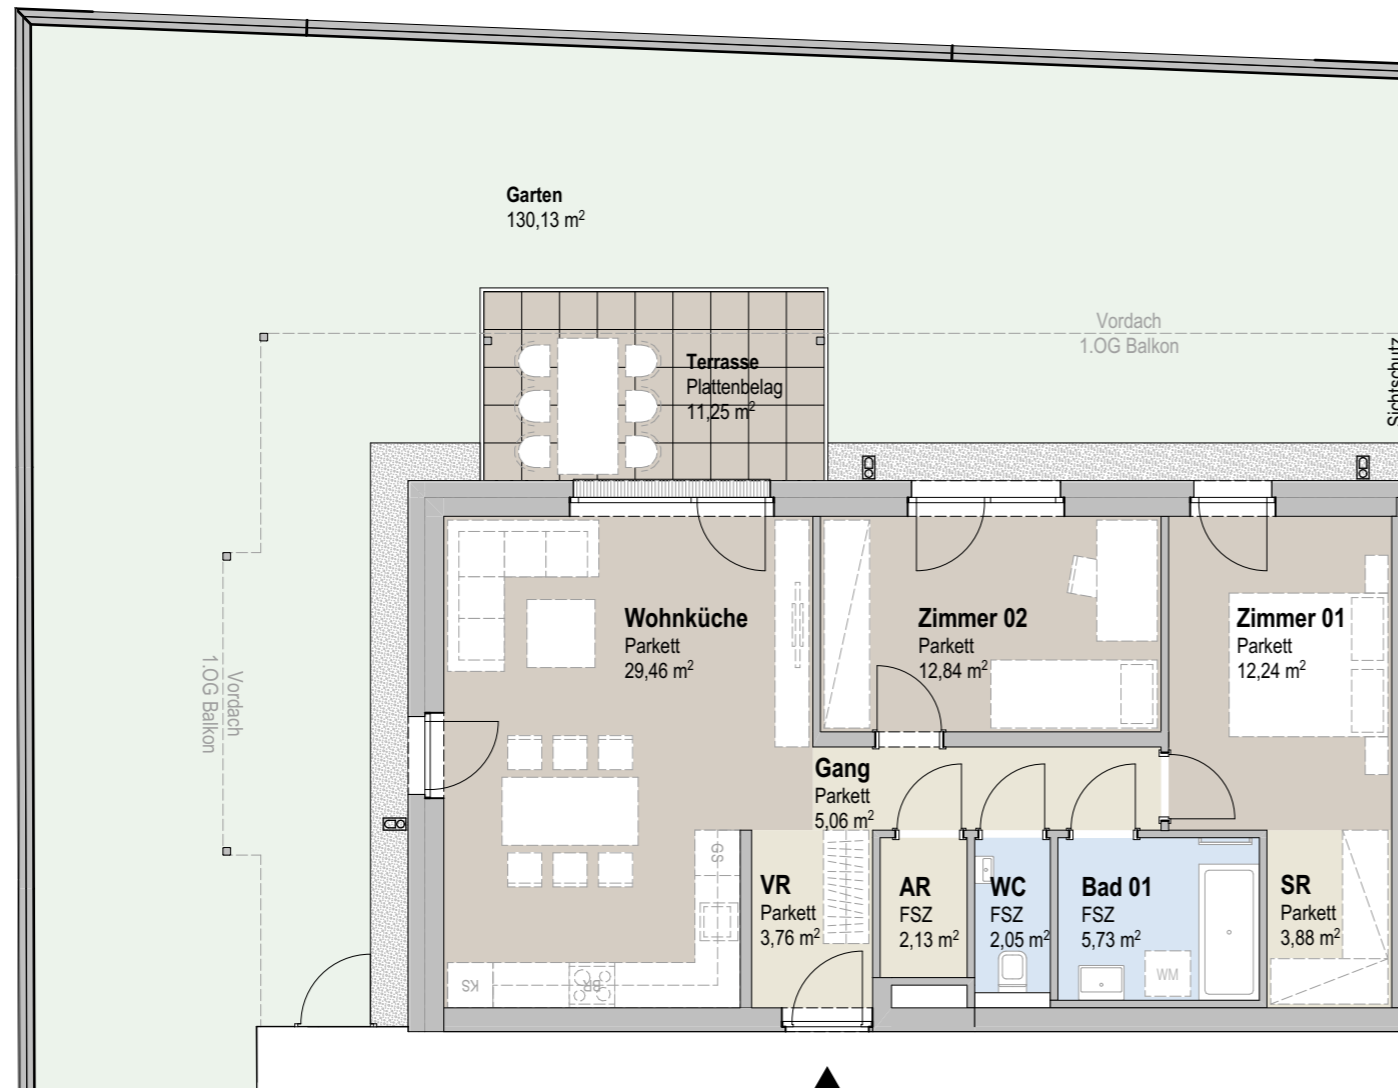 Garten
130,13 m²
Vordach
1.OG Balkon
Sichtschutz
Terrasse
Plattenbelag
11,25 m²
Wohnküche
Parkett
29,46 m²
Zimmer 02
Parkett
12,84 m²
Zimmer 01
Parkett
12,24 m²
Vordach
1.OG Balkon
Gang
Parkett
5,06 m²
GS
VR
Parkett
3,76 m²
AR
FSZ
2,13 m²
WC
FSZ
2,05 m²
Bad 01
FSZ
5,73 m²
SR
Parkett
3,88 m²
KS
BR
WM